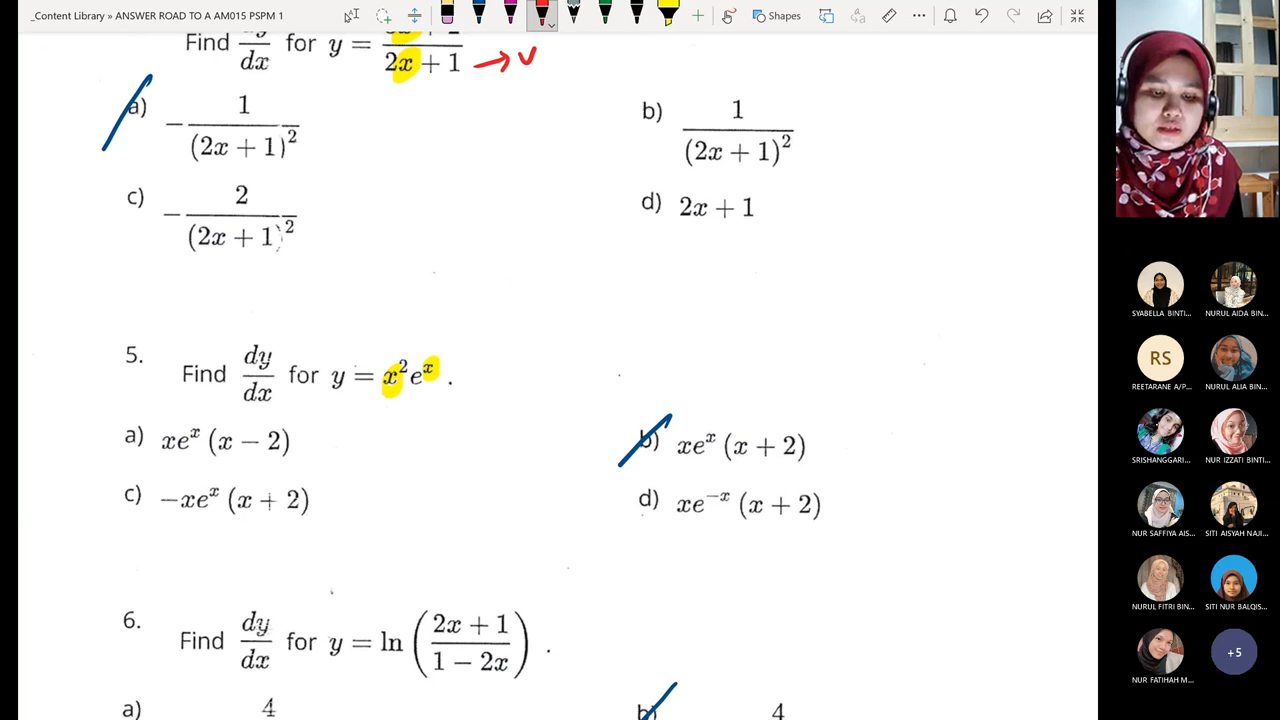 _Content Library » ANSWER ROAD TO A AM015 PSPM 1
Shapes
Find dy/dx for y =
2x + 1 → v
a) − 1/(2x + 1)²
b) 1/(2x + 1)²
c) − 2/(2x + 1)²
d) 2x + 1
5.
Find dy/dx for y = x²eˣ .
a) xeˣ (x − 2)
b) xeˣ (x + 2)
c) −xeˣ (x + 2)
d) xe⁻ˣ (x + 2)
6.
Find dy/dx for y = ln ( (2x + 1)/(1 − 2x) ) .
a) 4
b) 4
SYABELLA BINTI...
NURUL AIDA BIN...
RS
REETARANE A/P...
NURUL ALIA BIN...
SRISHANGGARI...
NUR IZZATI BINTI...
NUR SAFFIYA AIS...
SITI AISYAH NAJI...
NURUL FITRI BIN...
SITI NUR BALQIS...
NUR FATIHAH M...
+5